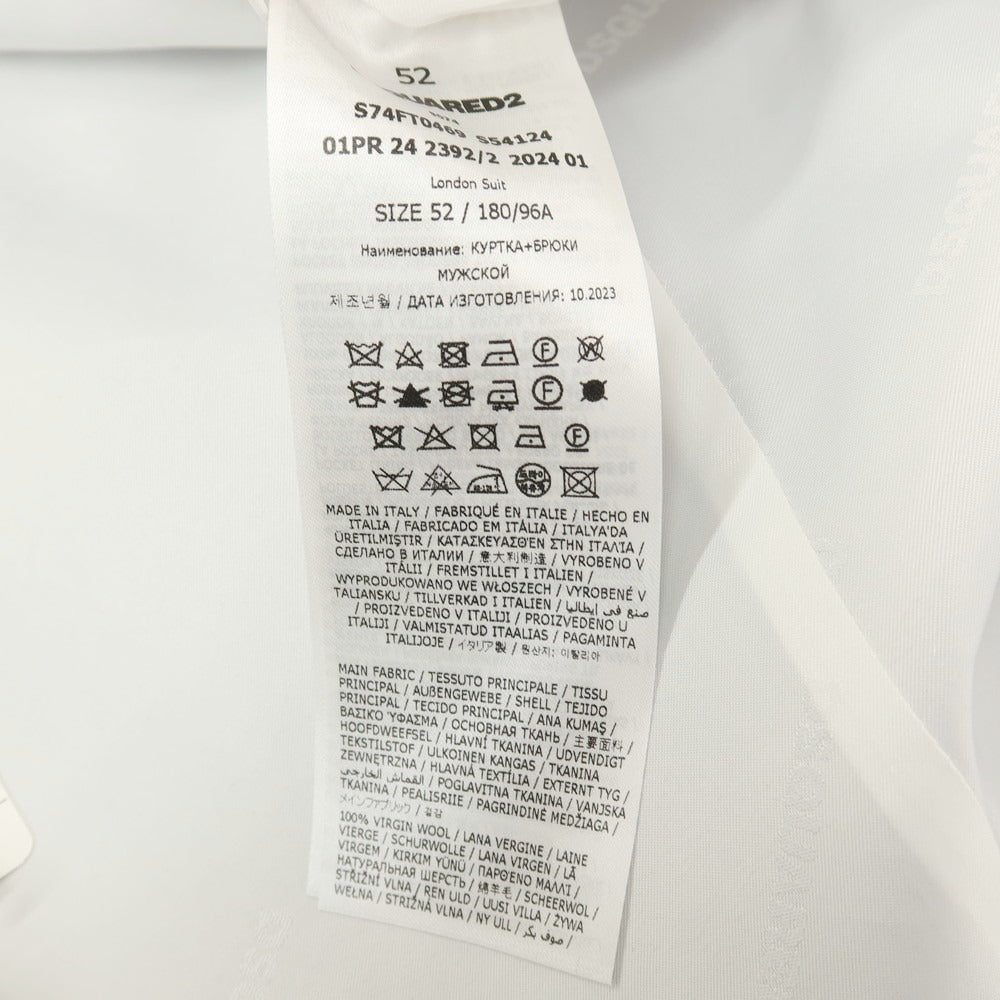 52
SQUARED2
S74FT0469 S54124
01PR 24 2392/2 2024 01
London Suit
SIZE 52 / 180/96A
Наименование: КУРТКА+БРЮКИ
МУЖСКОЙ
제조년월 / ДАТА ИЗГОТОВЛЕНИЯ: 10.2023
F
W
F
F
드라이
MADE IN ITALY / FABRIQUÉ EN ITALIE / HECHO EN
ITALIA / FABRICADO EM ITÁLIA / ITALYA'DA
ÜRETILMIŞTIR / ΚΑΤΑΣΚΕΥΑΣΘΕΝ ΣΤΗΝ ΙΤΑΛΊΑ /
СДЕЛАНО В ИТАЛИИ / 意大利制造 / VYROBENO V
ITÁLII / FREMSTILLET I ITALIEN /
WYPRODUKOWANO WE WŁOSZECH / VYROBENÉ V
TALIANSKU / TILLVERKAD I ITALIEN / صنع في إيطاليا
/ PROIZVEDENO V ITALIJI / PROIZVEDENO U
ITALIJI / VALMISTATUD ITAALIAS / PAGAMINTA
ITALIJOJE / イタリア製 / 원산지: 이탈리아
MAIN FABRIC / TESSUTO PRINCIPALE / TISSU
PRINCIPAL / AUßENGEWEBE / SHELL / TEJIDO
PRINCIPAL / TECIDO PRINCIPAL / ANA KUMAŞ /
ΒΑΣΙΚΟ ΎΦΑΣΜΑ / ОСНОВНАЯ ТКАНЬ / 主要面料 /
HOOFDWEEFSEL / HLAVNÍ TKANINA / UDVENDIGT
TEKSTILSTOF / ULKOINEN KANGAS / TKANINA
ZEWNĘTRZNA / HLAVNÁ TEXTÍLIA / EXTERNT TYG /
القماش الخارجي / POGLAVITNA TKANINA / VANJSKA
TKANINA / PEALISRIIE / PAGRINDINĖ MEDŽIAGA /
メインファブリック / 겉감
100% VIRGIN WOOL / LANA VERGINE / LAINE
VIERGE / SCHURWOLLE / LANA VIRGEN / LÃ
VIRGEM / KIRKIM YÜNÜ / ΠΑΡΘΈΝΟ ΜΑΛΛΊ /
НАТУРАЛЬНАЯ ШЕРСТЬ / 绵羊毛 / SCHEERWOL /
STŘIŽNÍ VLNA / REN ULD / UUSI VILLA / ŻYWA
WEŁNA / STRIŽNÁ VLNA / NY ULL / صوف بكر /